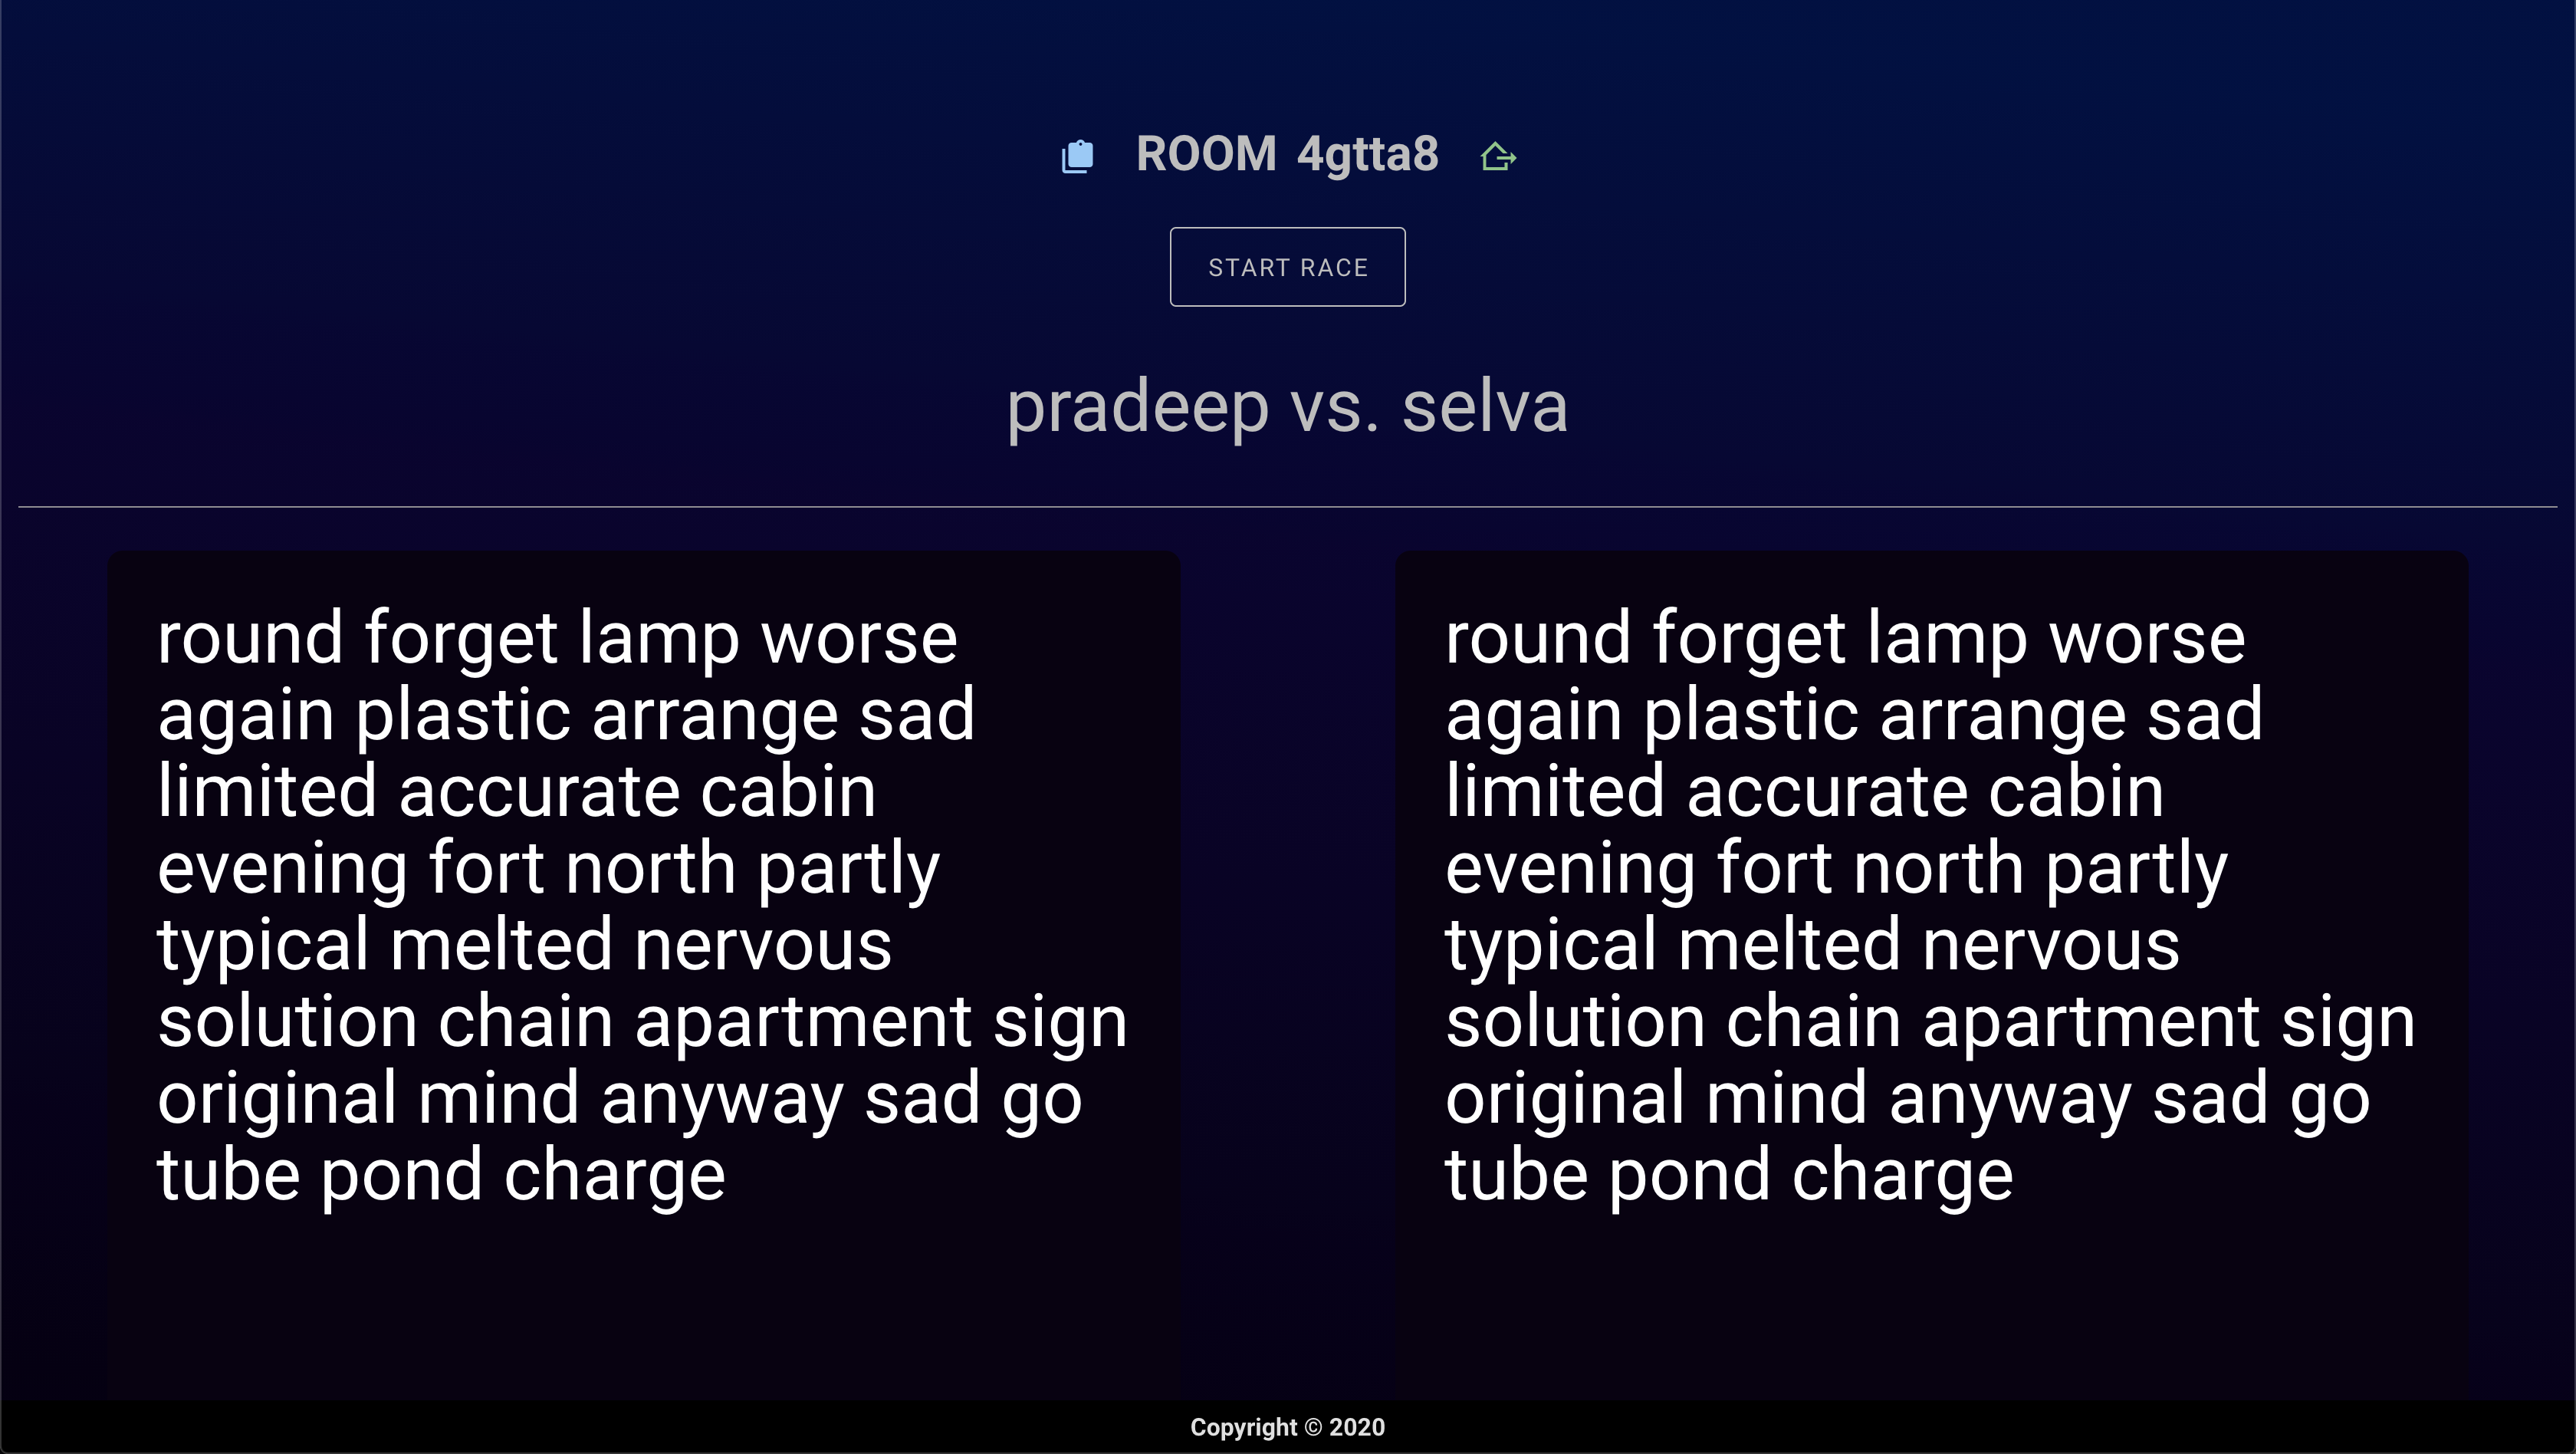 ROOM 4gtta8
START RACE
pradeep vs. selva
round forget lamp worse
again plastic arrange sad
limited accurate cabin
evening fort north partly
typical melted nervous
solution chain apartment sign
original mind anyway sad go
tube pond charge
round forget lamp worse
again plastic arrange sad
limited accurate cabin
evening fort north partly
typical melted nervous
solution chain apartment sign
original mind anyway sad go
tube pond charge
Copyright © 2020